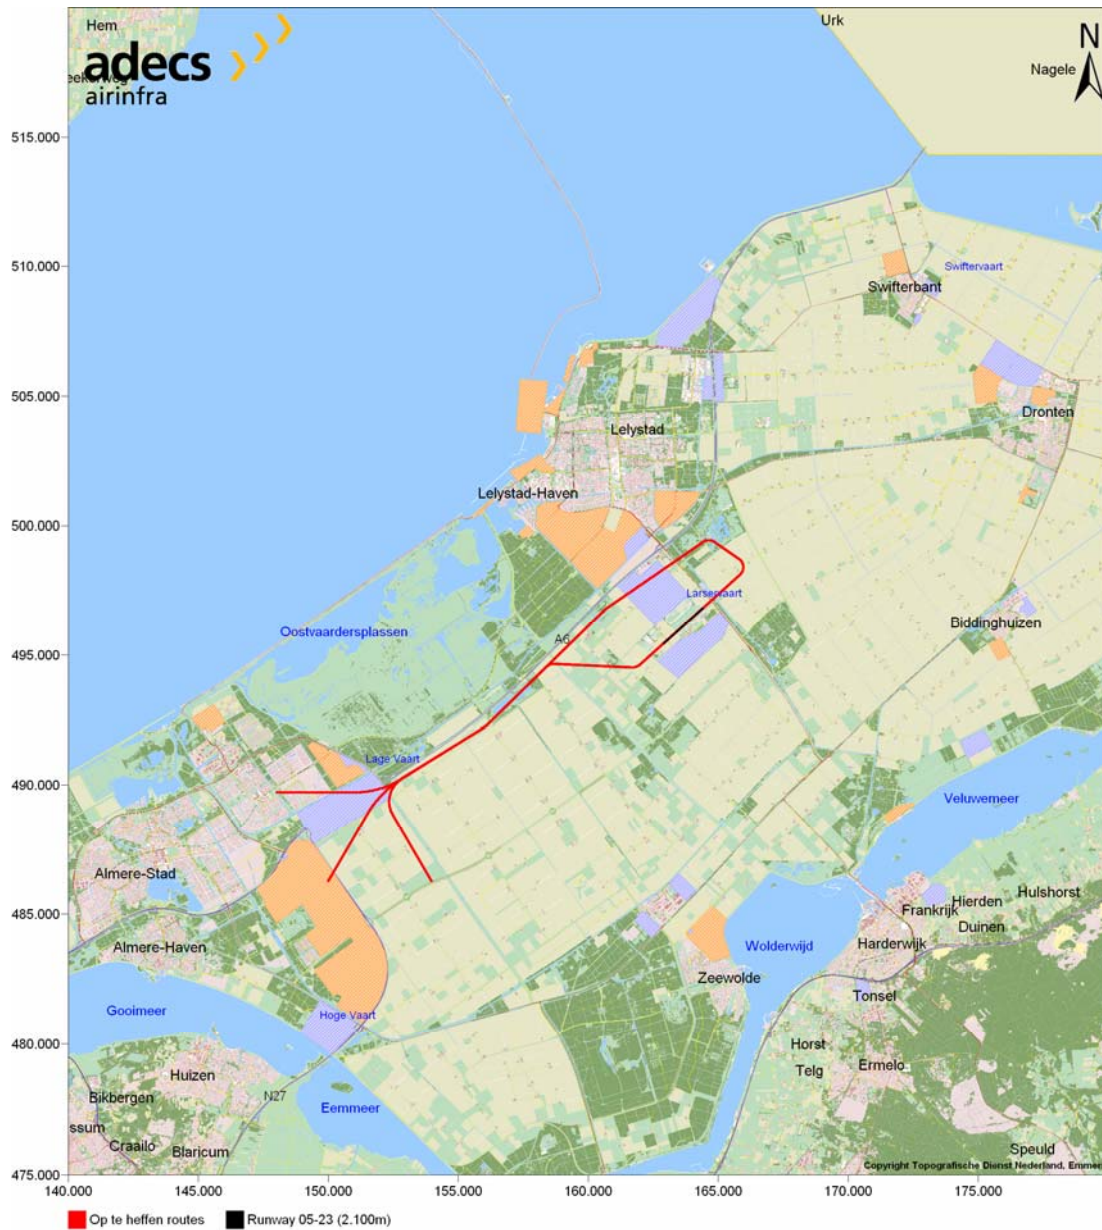 Hem
Urk
N
adecs
airinfra
Nagele
515.000
510.000
Swiftervaart
Swifterbant
505.000
Dronten
Lelystad
Lelystad-Haven
500.000
Larservaart
Biddinghuizen
Oostvaardersplassen
A6
495.000
Lage Vaart
490.000
Veluwemeer
Almere-Stad
485.000
Hulshorst
Hierden
Frankrijk
Duinen
Almere-Haven
Wolderwijd
Harderwijk
Zeewolde
Tonsel
Gooimeer
Hoge Vaart
480.000
Horst
Huizen
Telg
Ermelo
Bikbergen
N27
Eemmeer
ssum
Craailo
Blaricum
Speuld
Copyright Topografische Dienst Nederland, Emmen
475.000
140.000 145.000 150.000 155.000 160.000 165.000 170.000 175.000
Op te heffen routes Runway 05-23 (2.100m)